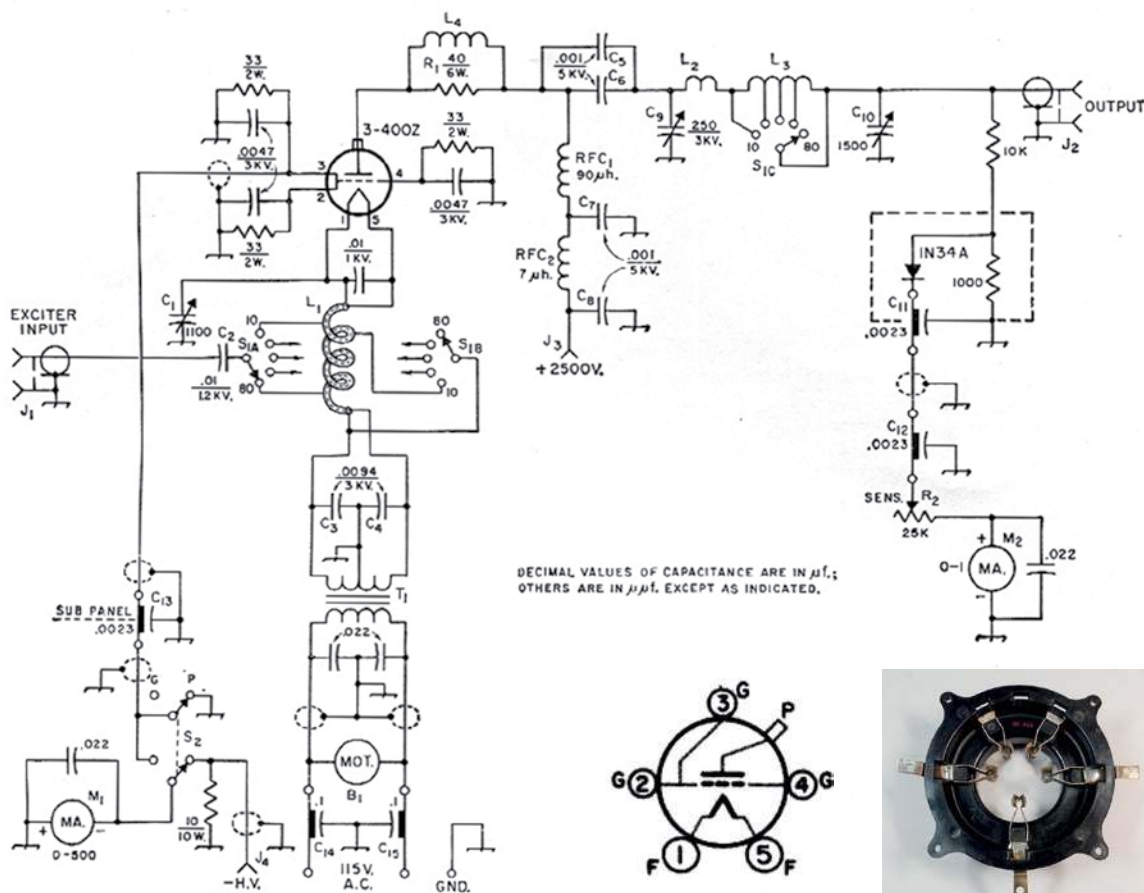 L4
33
2W.
R1
40
6W.
.001
5 KV.
C5
C6
L2
L3
.0047
3KV.
3-400Z
33
2W.
C9
250
3KV.
10
80
S1C
C10
1500
OUTPUT
J2
3
2
4
1
5
RFC1
90µh.
10K
33
2W.
.0047
3KV.
.01
1KV.
C7
RFC2
7µh.
.001
5KV.
1N34A
1000
C1
1100
L1
C8
C11
.0023
EXCITER
INPUT
C2
10
S1A
80
80
S1B
10
J3
+2500V.
.01
1.2KV.
J1
C12
.0023
.0094
3KV.
C3
C4
SENS.
R2
25K
DECIMAL VALUES OF CAPACITANCE ARE IN µf.;
OTHERS ARE IN µµf. EXCEPT AS INDICATED.
+
M2
0-1
MA.
-
.022
T1
C13
SUB PANEL
.0023
.022
G
P
S2
.022
M1
MA.
+
-
0-500
10
10W.
J4
-H.V.
MOT.
B1
.1
.1
C14
C15
115V.
A.C.
GND.
3
G
P
G
2
4
G
F
1
5
F